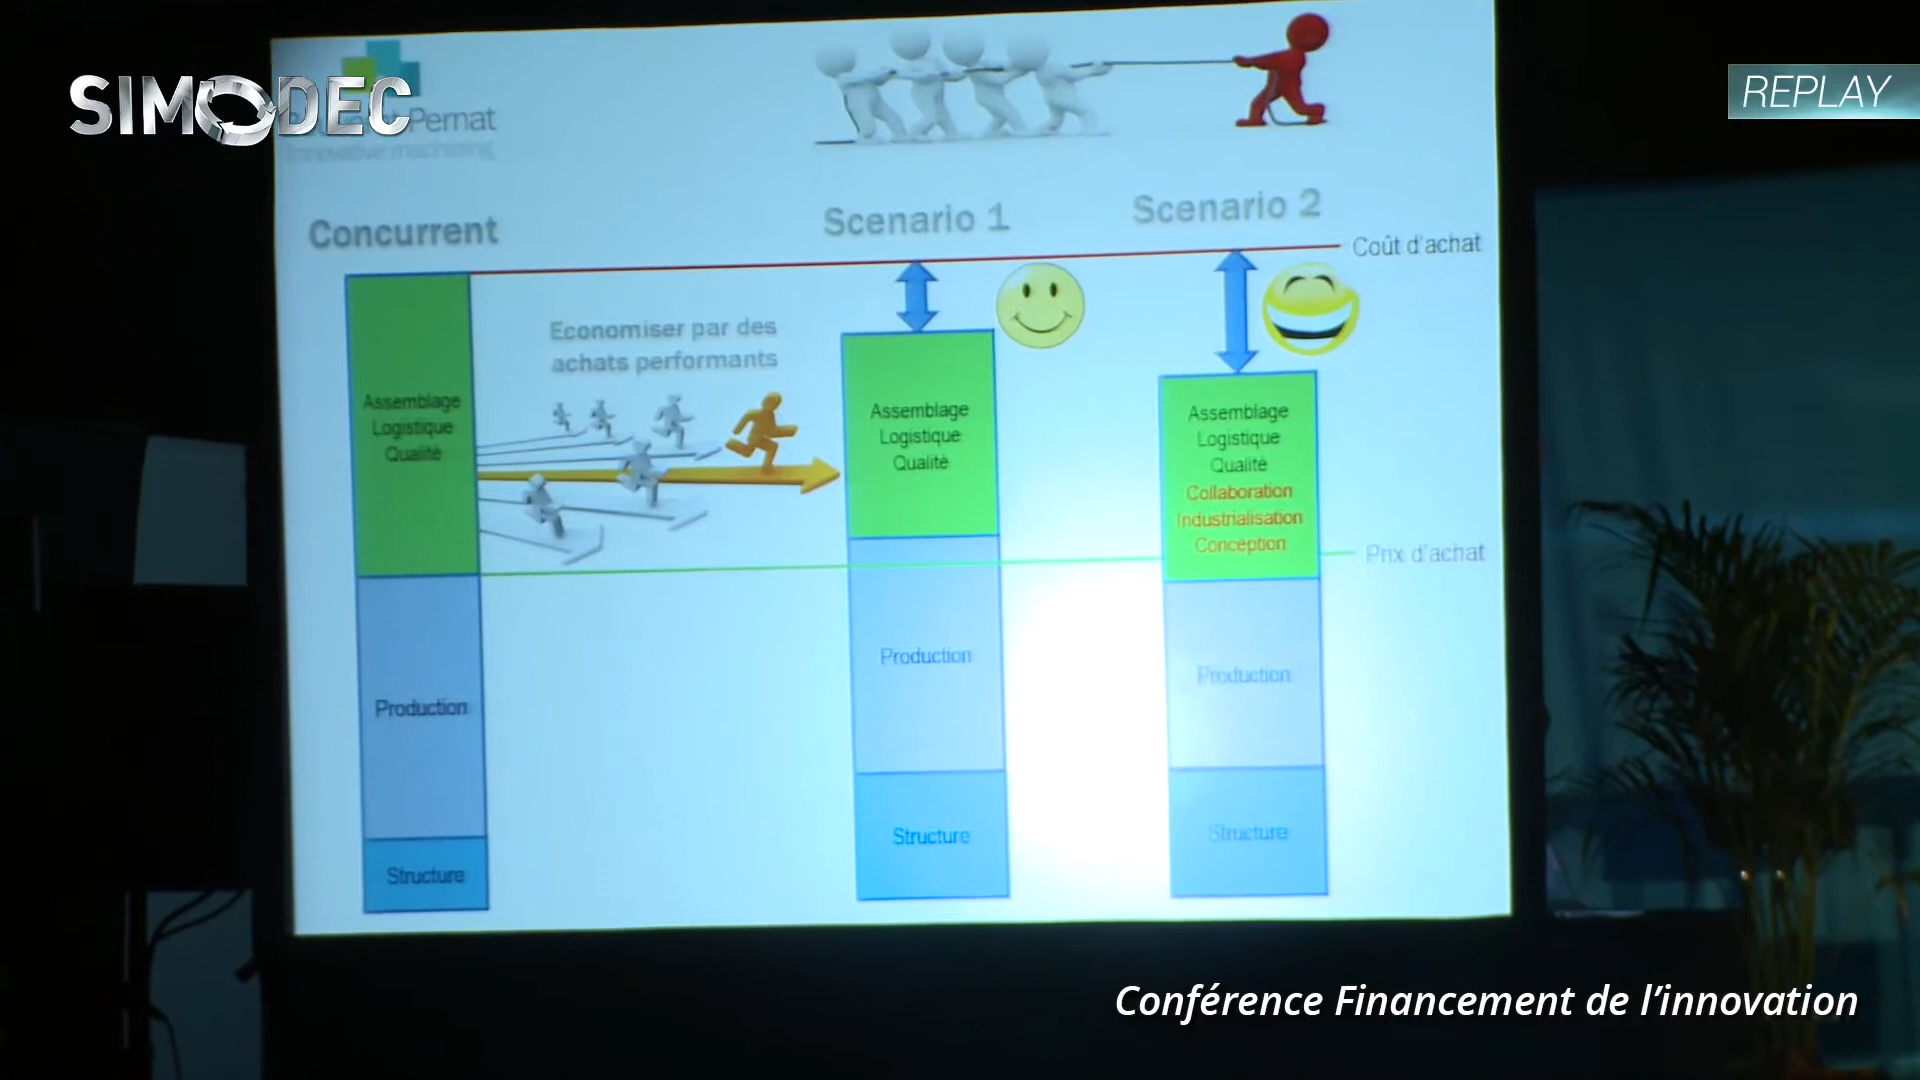 SIMODEC
REPLAY
Pernat
Innovative machining
Concurrent
Scenario 1
Scenario 2
Coût d'achat
Economiser par des
achats performants
Assemblage
Logistique
Qualité
Assemblage
Logistique
Qualité
Assemblage
Logistique
Qualité
Collaboration
Industrialisation
Conception
Prix d'achat
Production
Production
Production
Structure
Structure
Structure
Conférence Financement de l'innovation